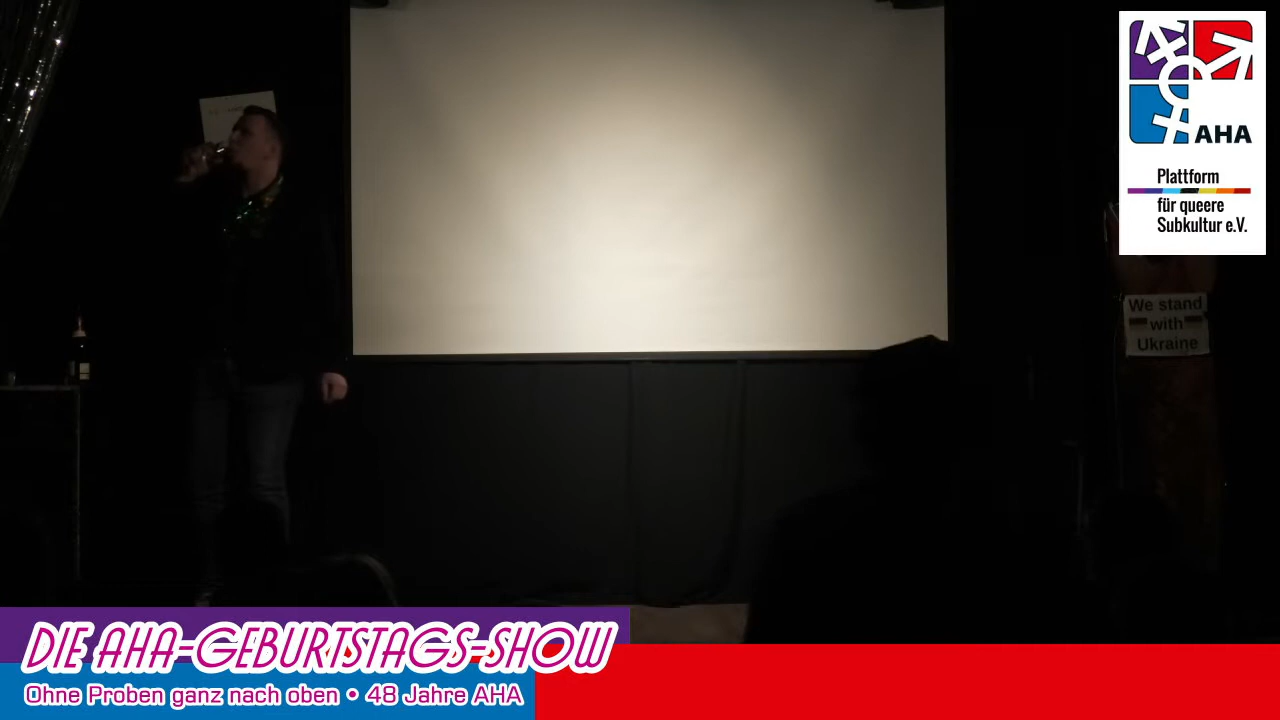 AHA
Plattform
für queere
Subkultur e.V.
We stand
with
Ukraine
DIE AHA-GEBURTSTAGS-SHOW
Ohne Proben ganz nach oben • 48 Jahre AHA